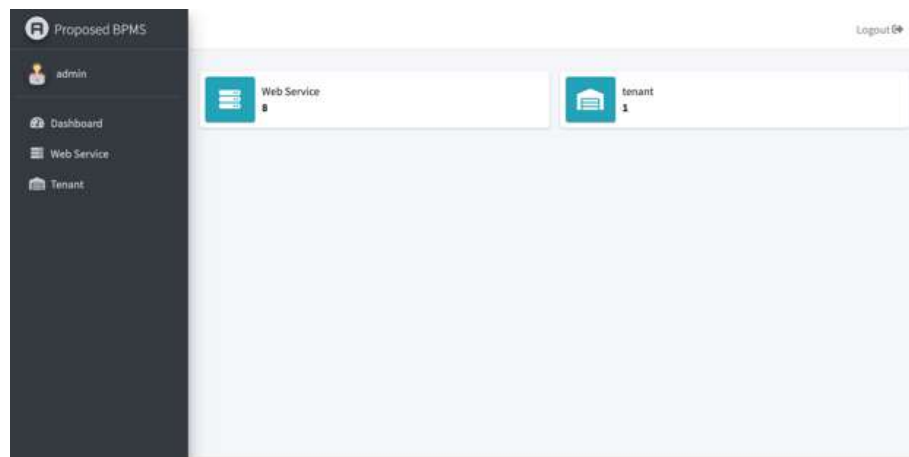 Proposed BPMS
Logout
admin
Web Service
8
tenant
1
Dashboard
Web Service
Tenant